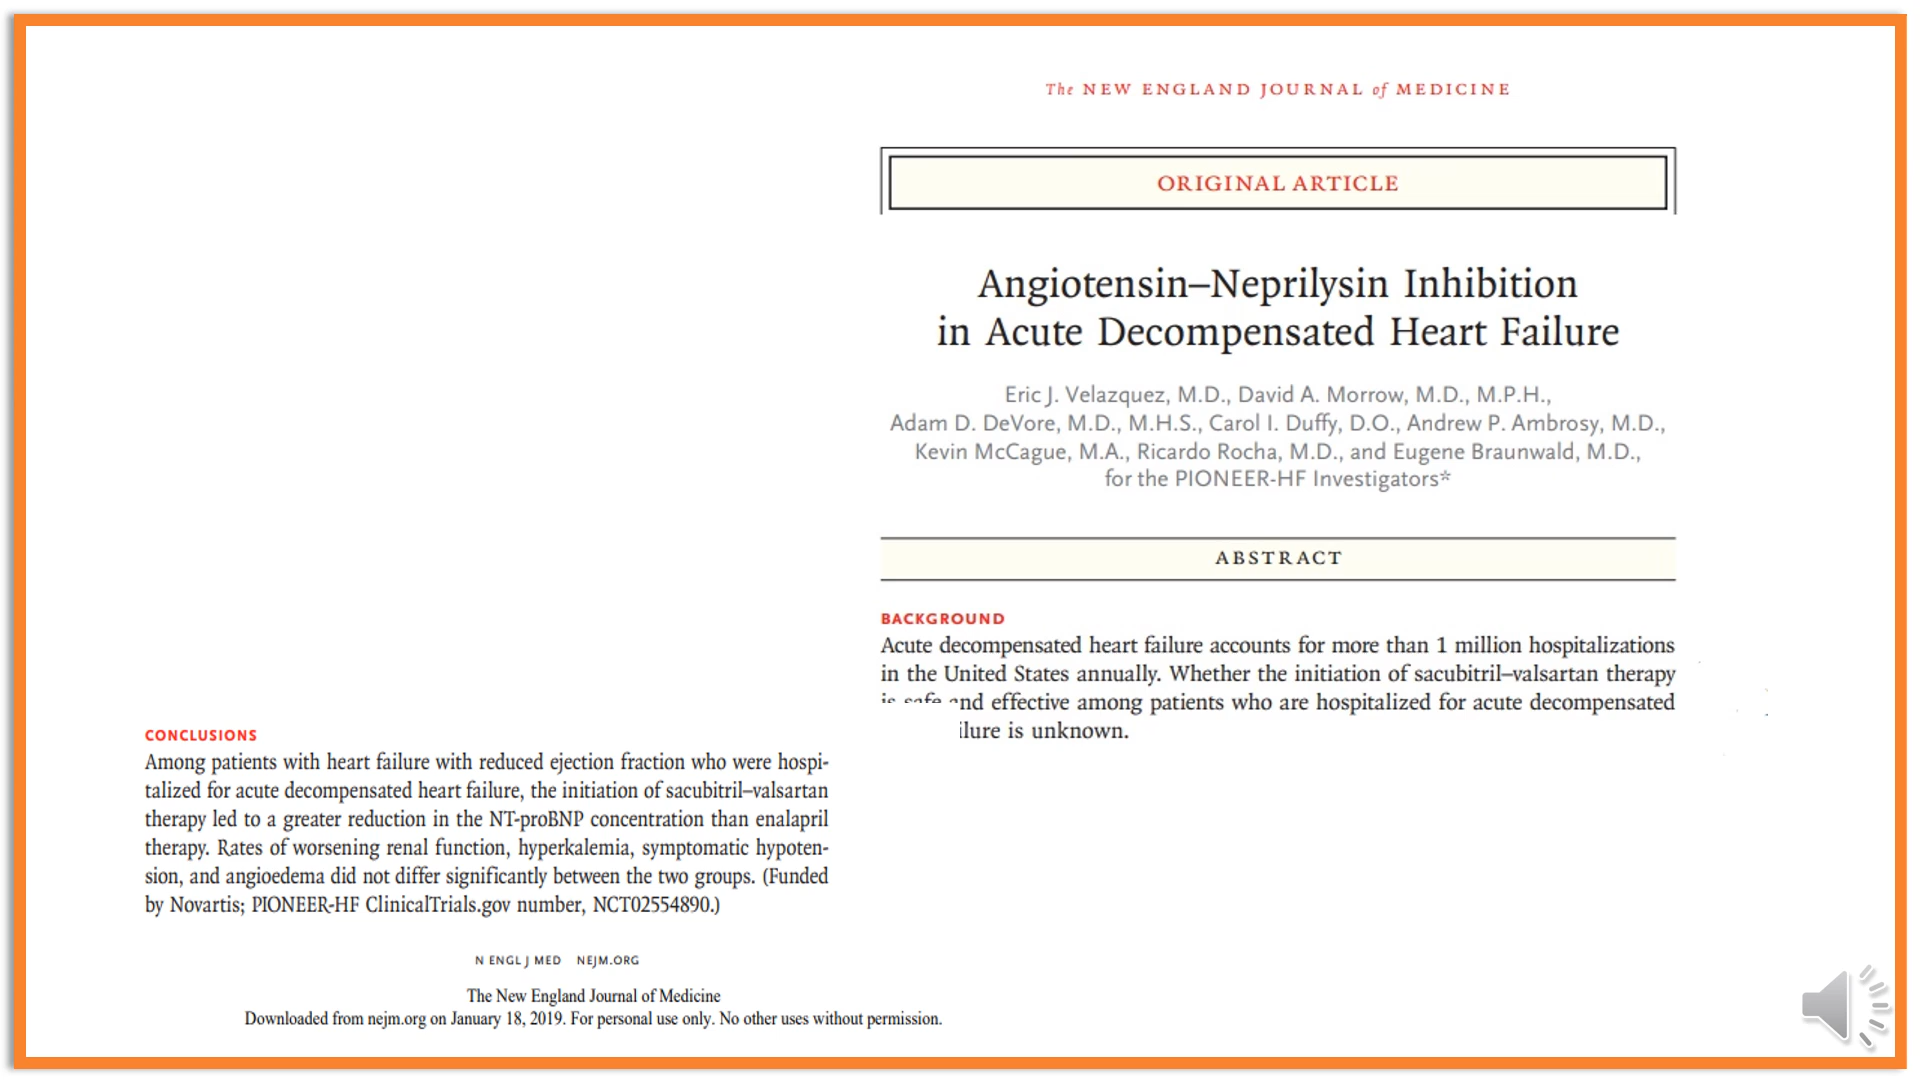 The NEW ENGLAND JOURNAL of MEDICINE
ORIGINAL ARTICLE
Angiotensin–Neprilysin Inhibition
in Acute Decompensated Heart Failure
Eric J. Velazquez, M.D., David A. Morrow, M.D., M.P.H.,
Adam D. DeVore, M.D., M.H.S., Carol I. Duffy, D.O., Andrew P. Ambrosy, M.D.,
Kevin McCague, M.A., Ricardo Rocha, M.D., and Eugene Braunwald, M.D.,
for the PIONEER-HF Investigators*
ABSTRACT
BACKGROUND
Acute decompensated heart failure accounts for more than 1 million hospitalizations
in the United States annually. Whether the initiation of sacubitril–valsartan therapy
is safe and effective among patients who are hospitalized for acute decompensated
ilure is unknown.
CONCLUSIONS
Among patients with heart failure with reduced ejection fraction who were hospi-
talized for acute decompensated heart failure, the initiation of sacubitril–valsartan
therapy led to a greater reduction in the NT-proBNP concentration than enalapril
therapy. Rates of worsening renal function, hyperkalemia, symptomatic hypoten-
sion, and angioedema did not differ significantly between the two groups. (Funded
by Novartis; PIONEER-HF ClinicalTrials.gov number, NCT02554890.)
N ENGL J MED NEJM.ORG
The New England Journal of Medicine
Downloaded from nejm.org on January 18, 2019. For personal use only. No other uses without permission.